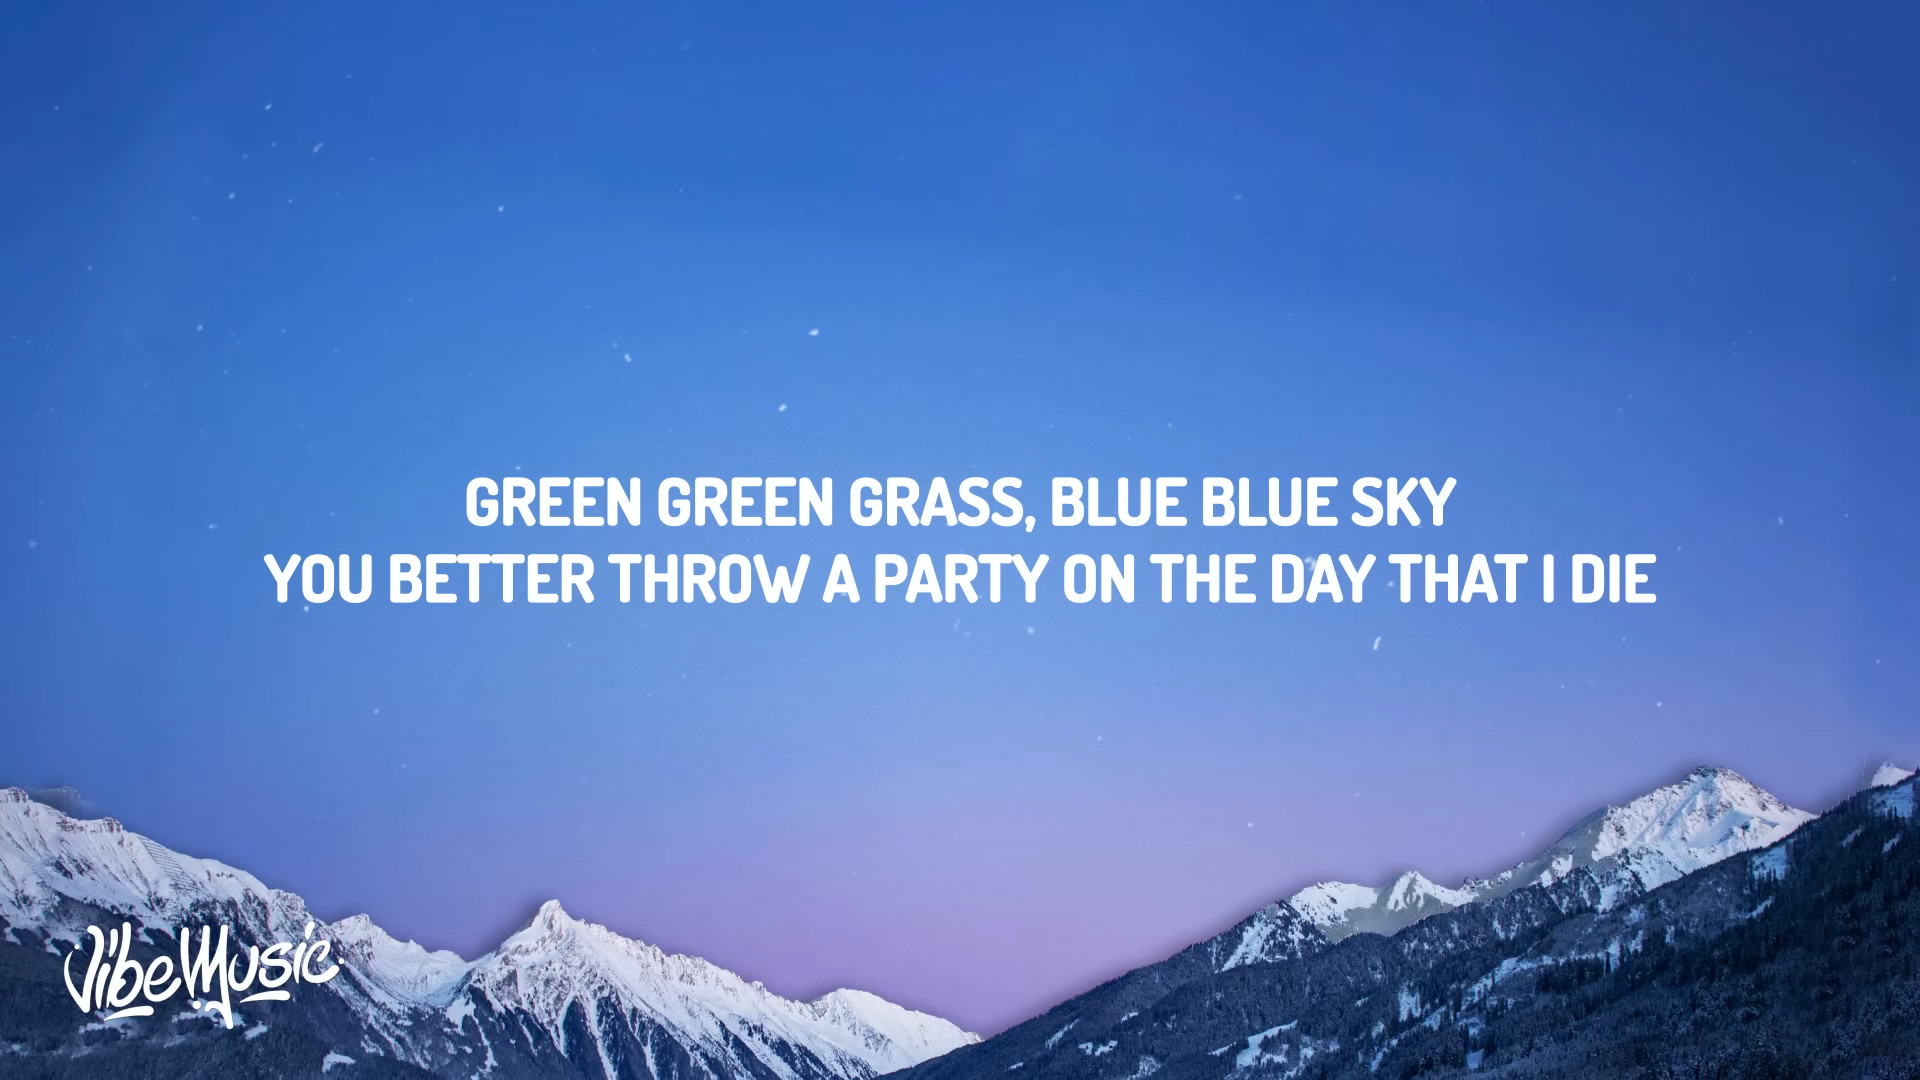 GREEN GREEN GRASS, BLUE BLUE SKY
YOU BETTER THROW A PARTY ON THE DAY THAT I DIE
VibeMusic